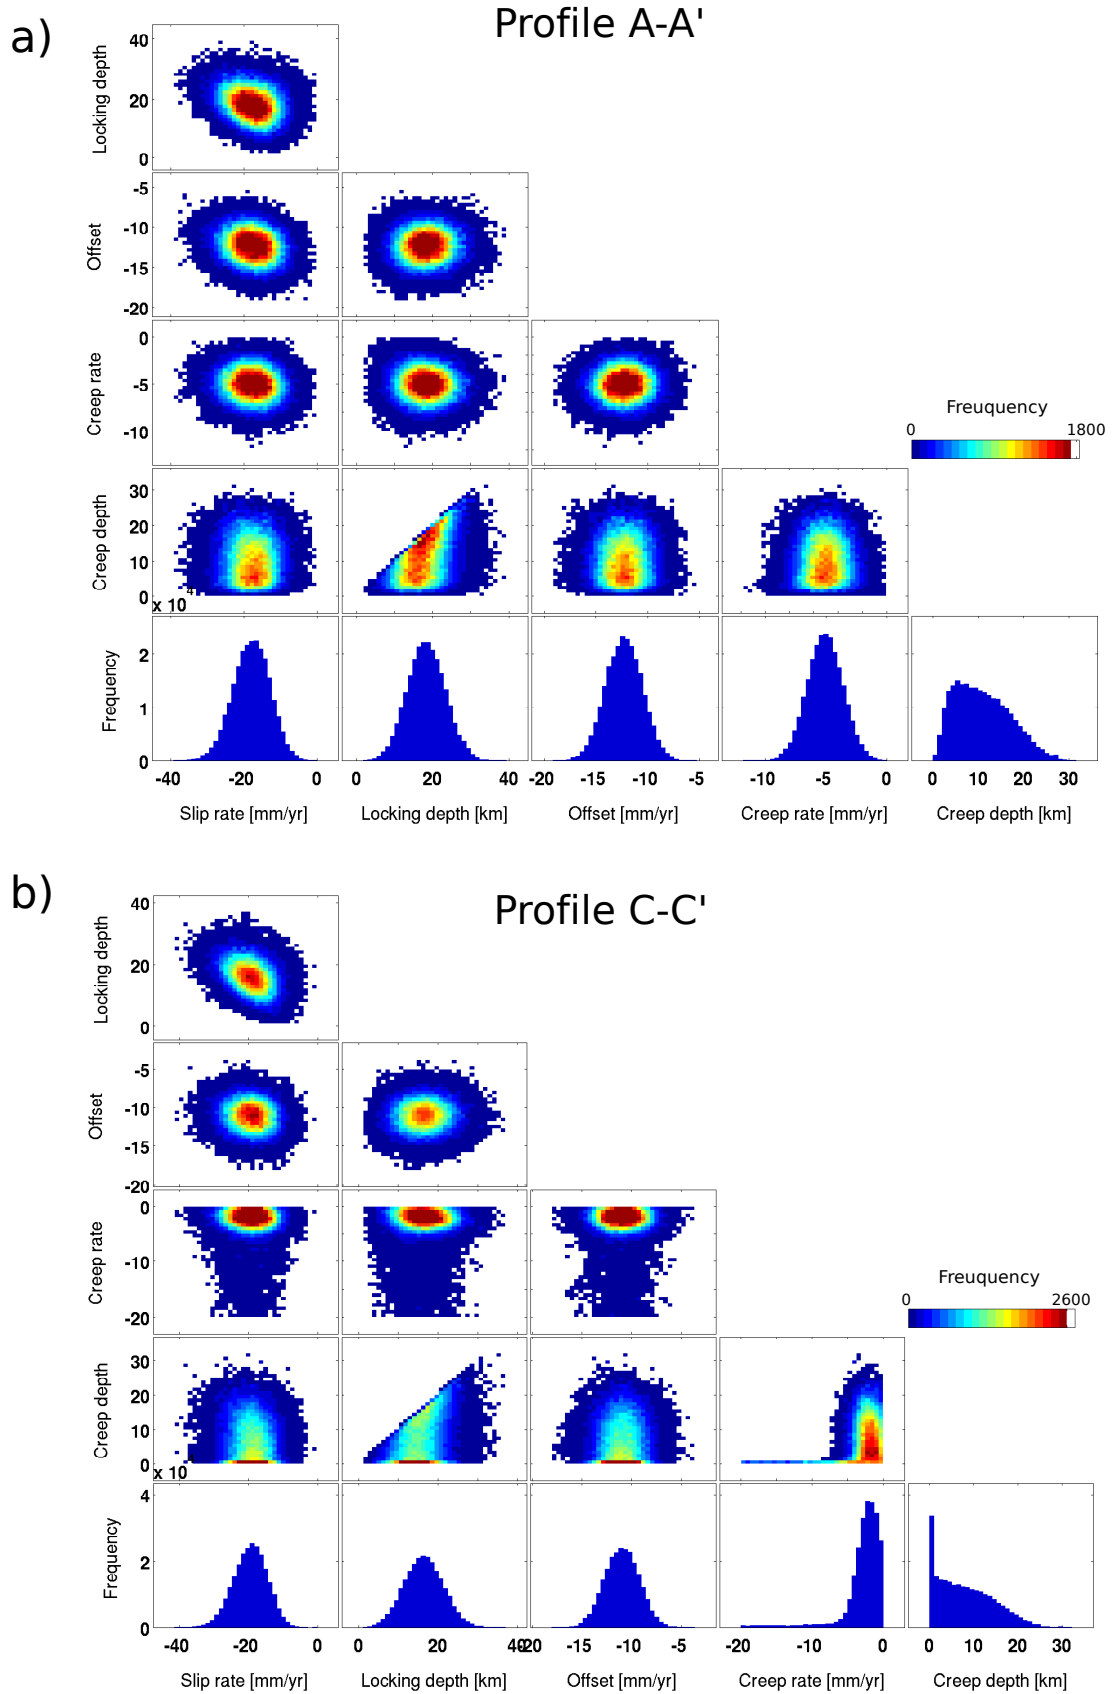 a)
Profile A-A'
40
20
0
Locking depth
-5
-10
-15
-20
Offset
0
-5
-10
Creep rate
Freuquency
0 1800
30
20
10
0
Creep depth
x 10 4
2
1
0
Frequency
-40 -20 0
0 20 40
-20 -15 -10 -5
-10 -5 0
0 10 20 30
Slip rate [mm/yr]
Locking depth [km]
Offset [mm/yr]
Creep rate [mm/yr]
Creep depth [km]
b)
Profile C-C'
40
20
0
Locking depth
-5
-10
-15
-20
Offset
0
-10
-20
Creep rate
Freuquency
0 2600
30
20
10
0
Creep depth
x 10
4
2
0
Frequency
-40 -20 0
0 20 40
-20 -15 -10 -5
-20 -10 0
0 10 20 30
Slip rate [mm/yr]
Locking depth [km]
Offset [mm/yr]
Creep rate [mm/yr]
Creep depth [km]